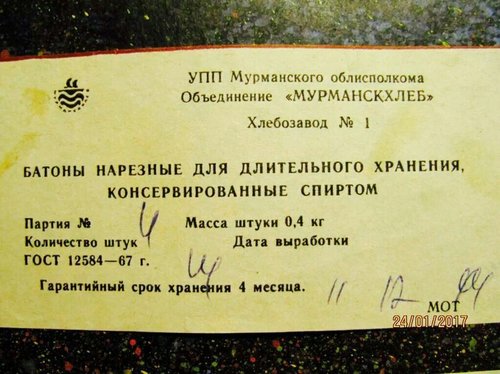 УПП Мурманского облисполкома
Объединение «МУРМАНСКХЛЕБ»
Хлебозавод № 1
БАТОНЫ НАРЕЗНЫЕ ДЛЯ ДЛИТЕЛЬНОГО ХРАНЕНИЯ,
КОНСЕРВИРОВАННЫЕ СПИРТОМ
Партия № 4 Масса штуки 0,4 кг
Количество штук Дата выработки
ГОСТ 12584—67 г.
Гарантийный срок хранения 4 месяца. 11 12
МОТ
24/01/2017